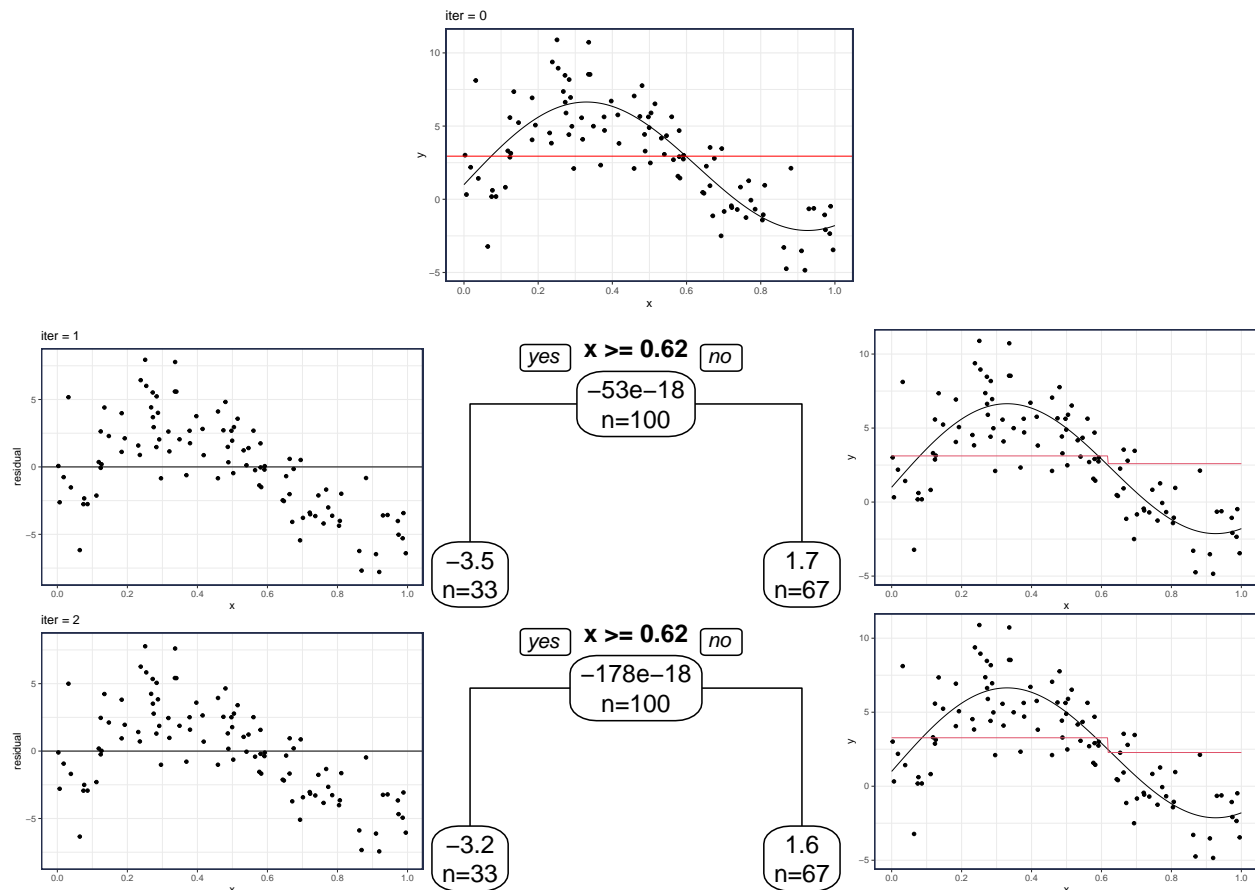 iter = 0
10
5
0
−5
y
0.0 0.2 0.4 0.6 0.8 1.0
x
iter = 1
5
0
−5
residual
0.0 0.2 0.4 0.6 0.8 1.0
x
yes x >= 0.62 no
−53e−18
n=100
−3.5
n=33
1.7
n=67
10
5
0
−5
y
0.0 0.2 0.4 0.6 0.8 1.0
x
iter = 2
5
0
−5
residual
0.0 0.2 0.4 0.6 0.8 1.0
x
yes x >= 0.62 no
−178e−18
n=100
−3.2
n=33
1.6
n=67
10
5
0
−5
y
0.0 0.2 0.4 0.6 0.8 1.0
x